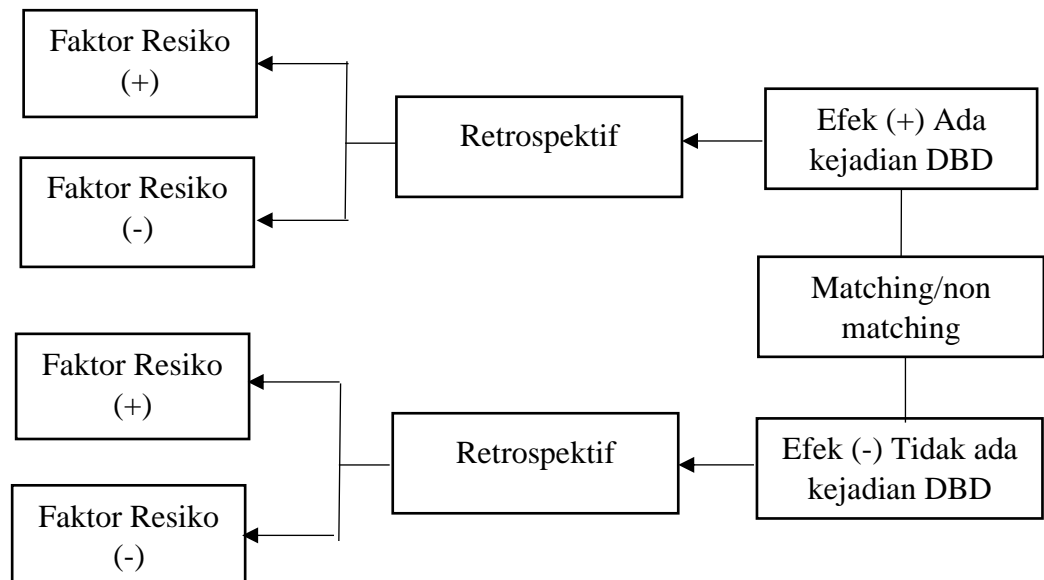 Faktor Resiko
(+)
Retrospektif
Efek (+) Ada
kejadian DBD
Faktor Resiko
(-)
Matching/non
matching
Faktor Resiko
(+)
Retrospektif
Efek (-) Tidak ada
kejadian DBD
Faktor Resiko
(-)